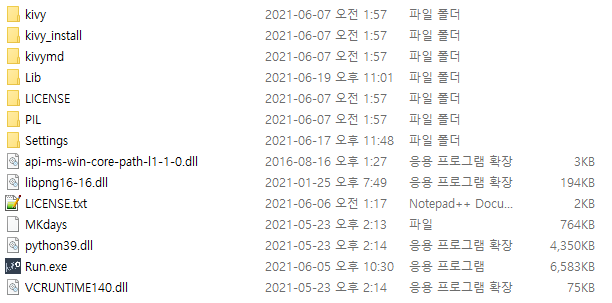 kivy 2021-06-07 오전 1:57 파일 폴더
kivy_install 2021-06-07 오전 1:57 파일 폴더
kivymd 2021-06-07 오전 1:57 파일 폴더
Lib 2021-06-19 오후 11:01 파일 폴더
LICENSE 2021-06-07 오전 1:57 파일 폴더
PIL 2021-06-07 오전 1:57 파일 폴더
Settings 2021-06-17 오후 11:48 파일 폴더
api-ms-win-core-path-l1-1-0.dll 2016-08-16 오후 1:27 응용 프로그램 확장 3KB
libpng16-16.dll 2021-01-25 오후 7:49 응용 프로그램 확장 194KB
LICENSE.txt 2021-06-06 오전 1:17 Notepad++ Docu... 2KB
MKdays 2021-05-23 오후 2:13 파일 764KB
python39.dll 2021-05-23 오후 2:14 응용 프로그램 확장 4,350KB
Run.exe 2021-06-05 오후 10:30 응용 프로그램 6,583KB
VCRUNTIME140.dll 2021-05-23 오후 2:14 응용 프로그램 확장 75KB